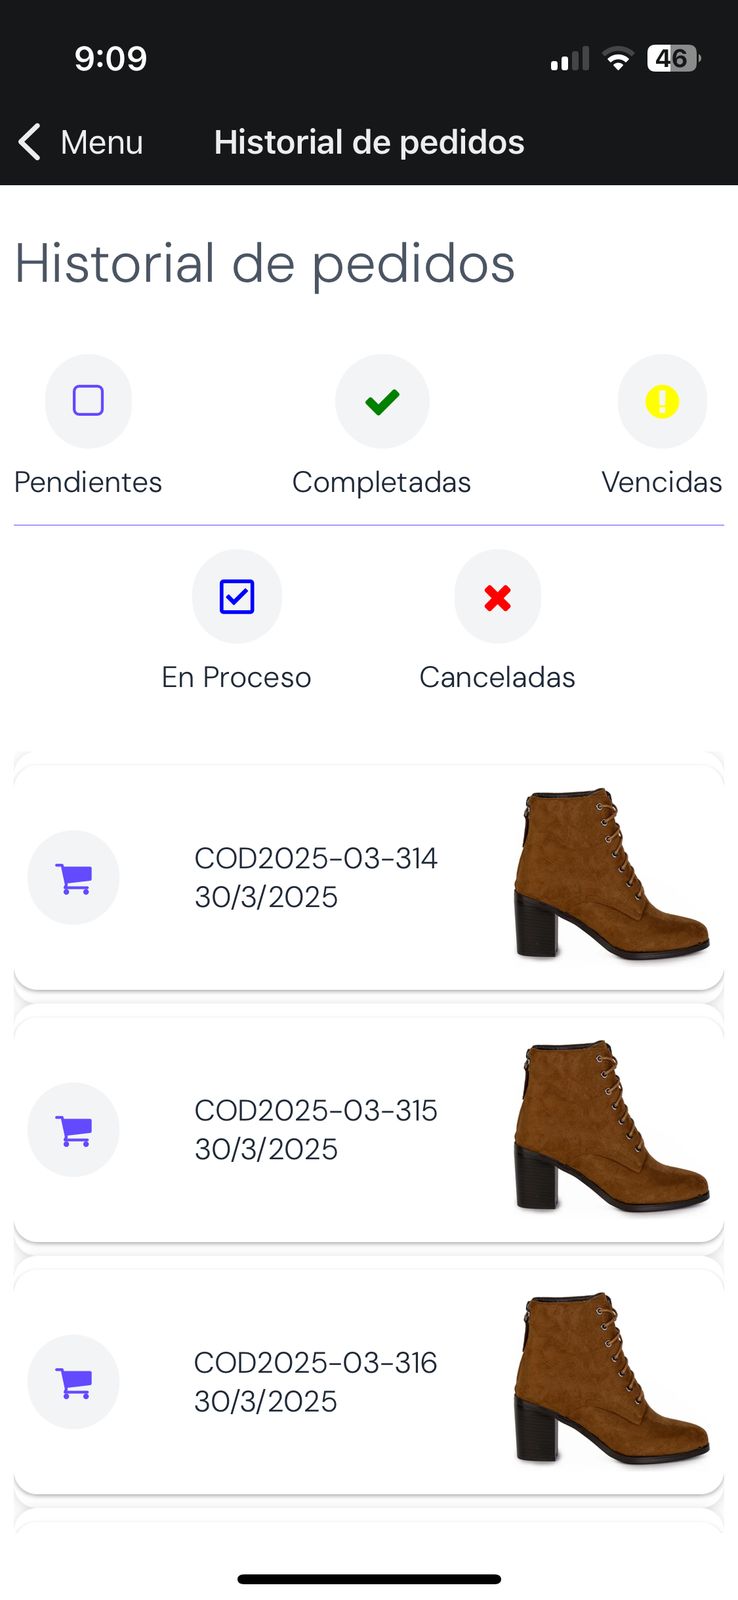 9:09
46
Menu
Historial de pedidos
Historial de pedidos
Pendientes
Completadas
Vencidas
En Proceso
Canceladas
COD2025-03-314
30/3/2025
COD2025-03-315
30/3/2025
COD2025-03-316
30/3/2025